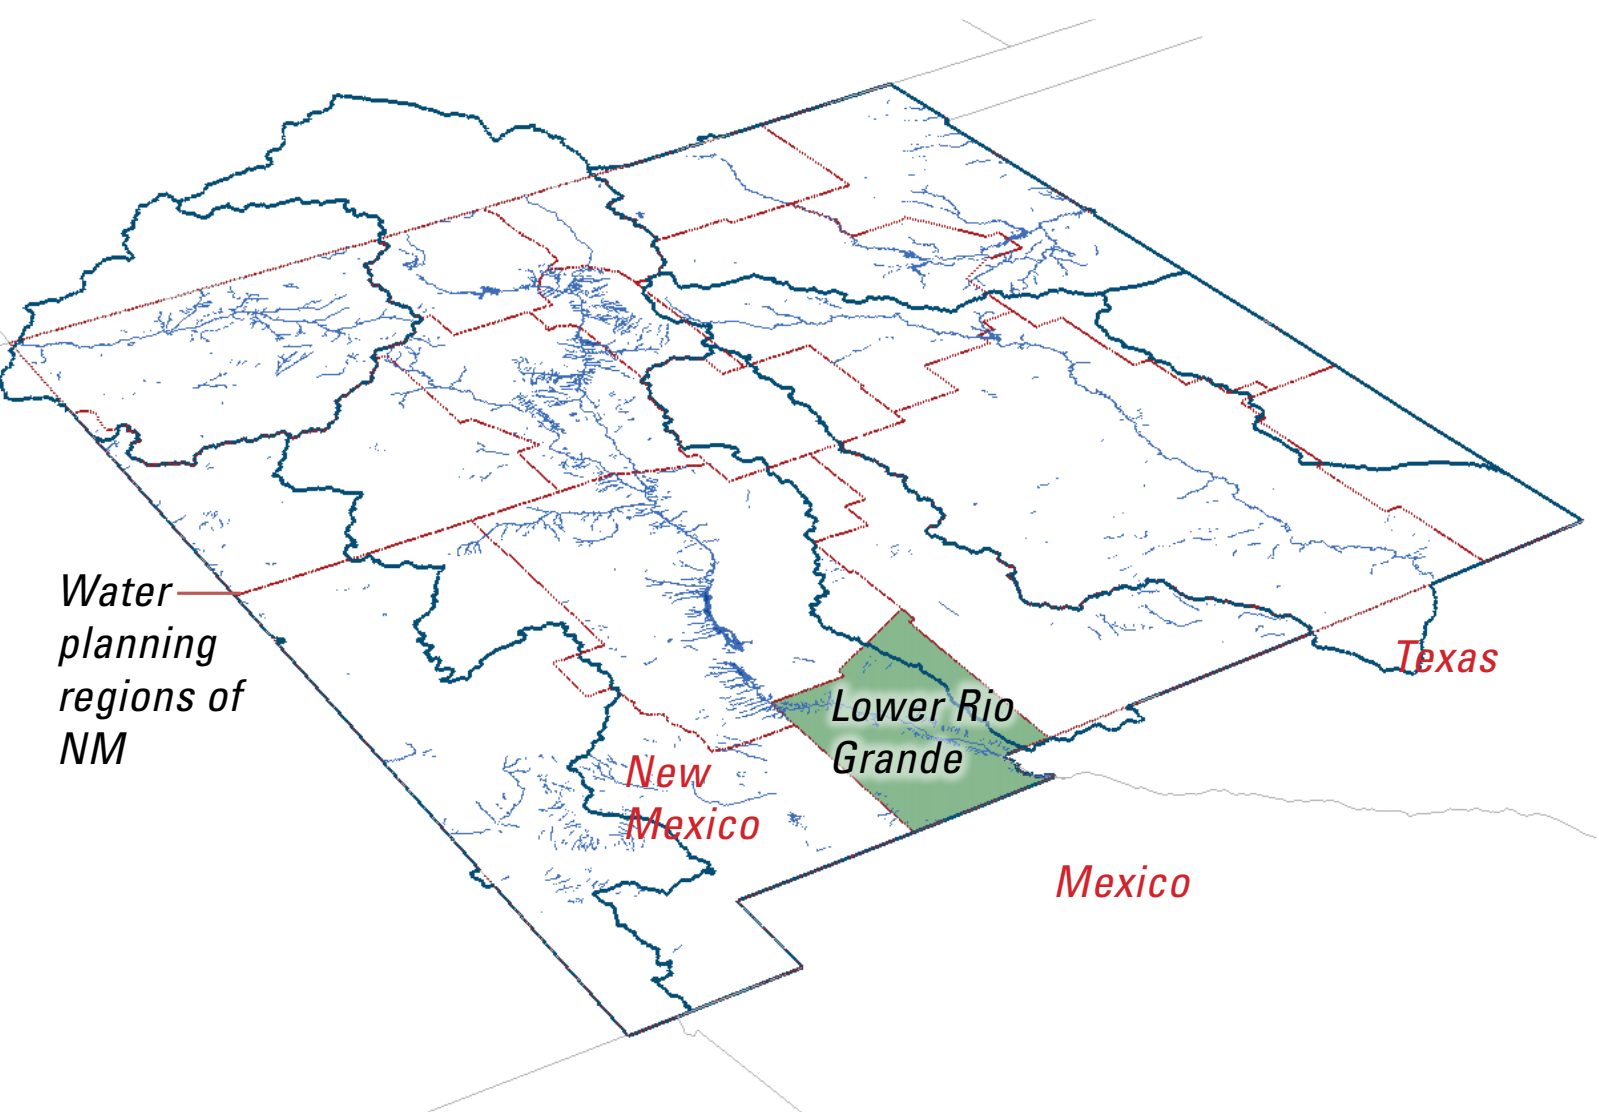 Water
planning
regions of
NM
Lower Rio
Grande
New
Mexico
Texas
Mexico